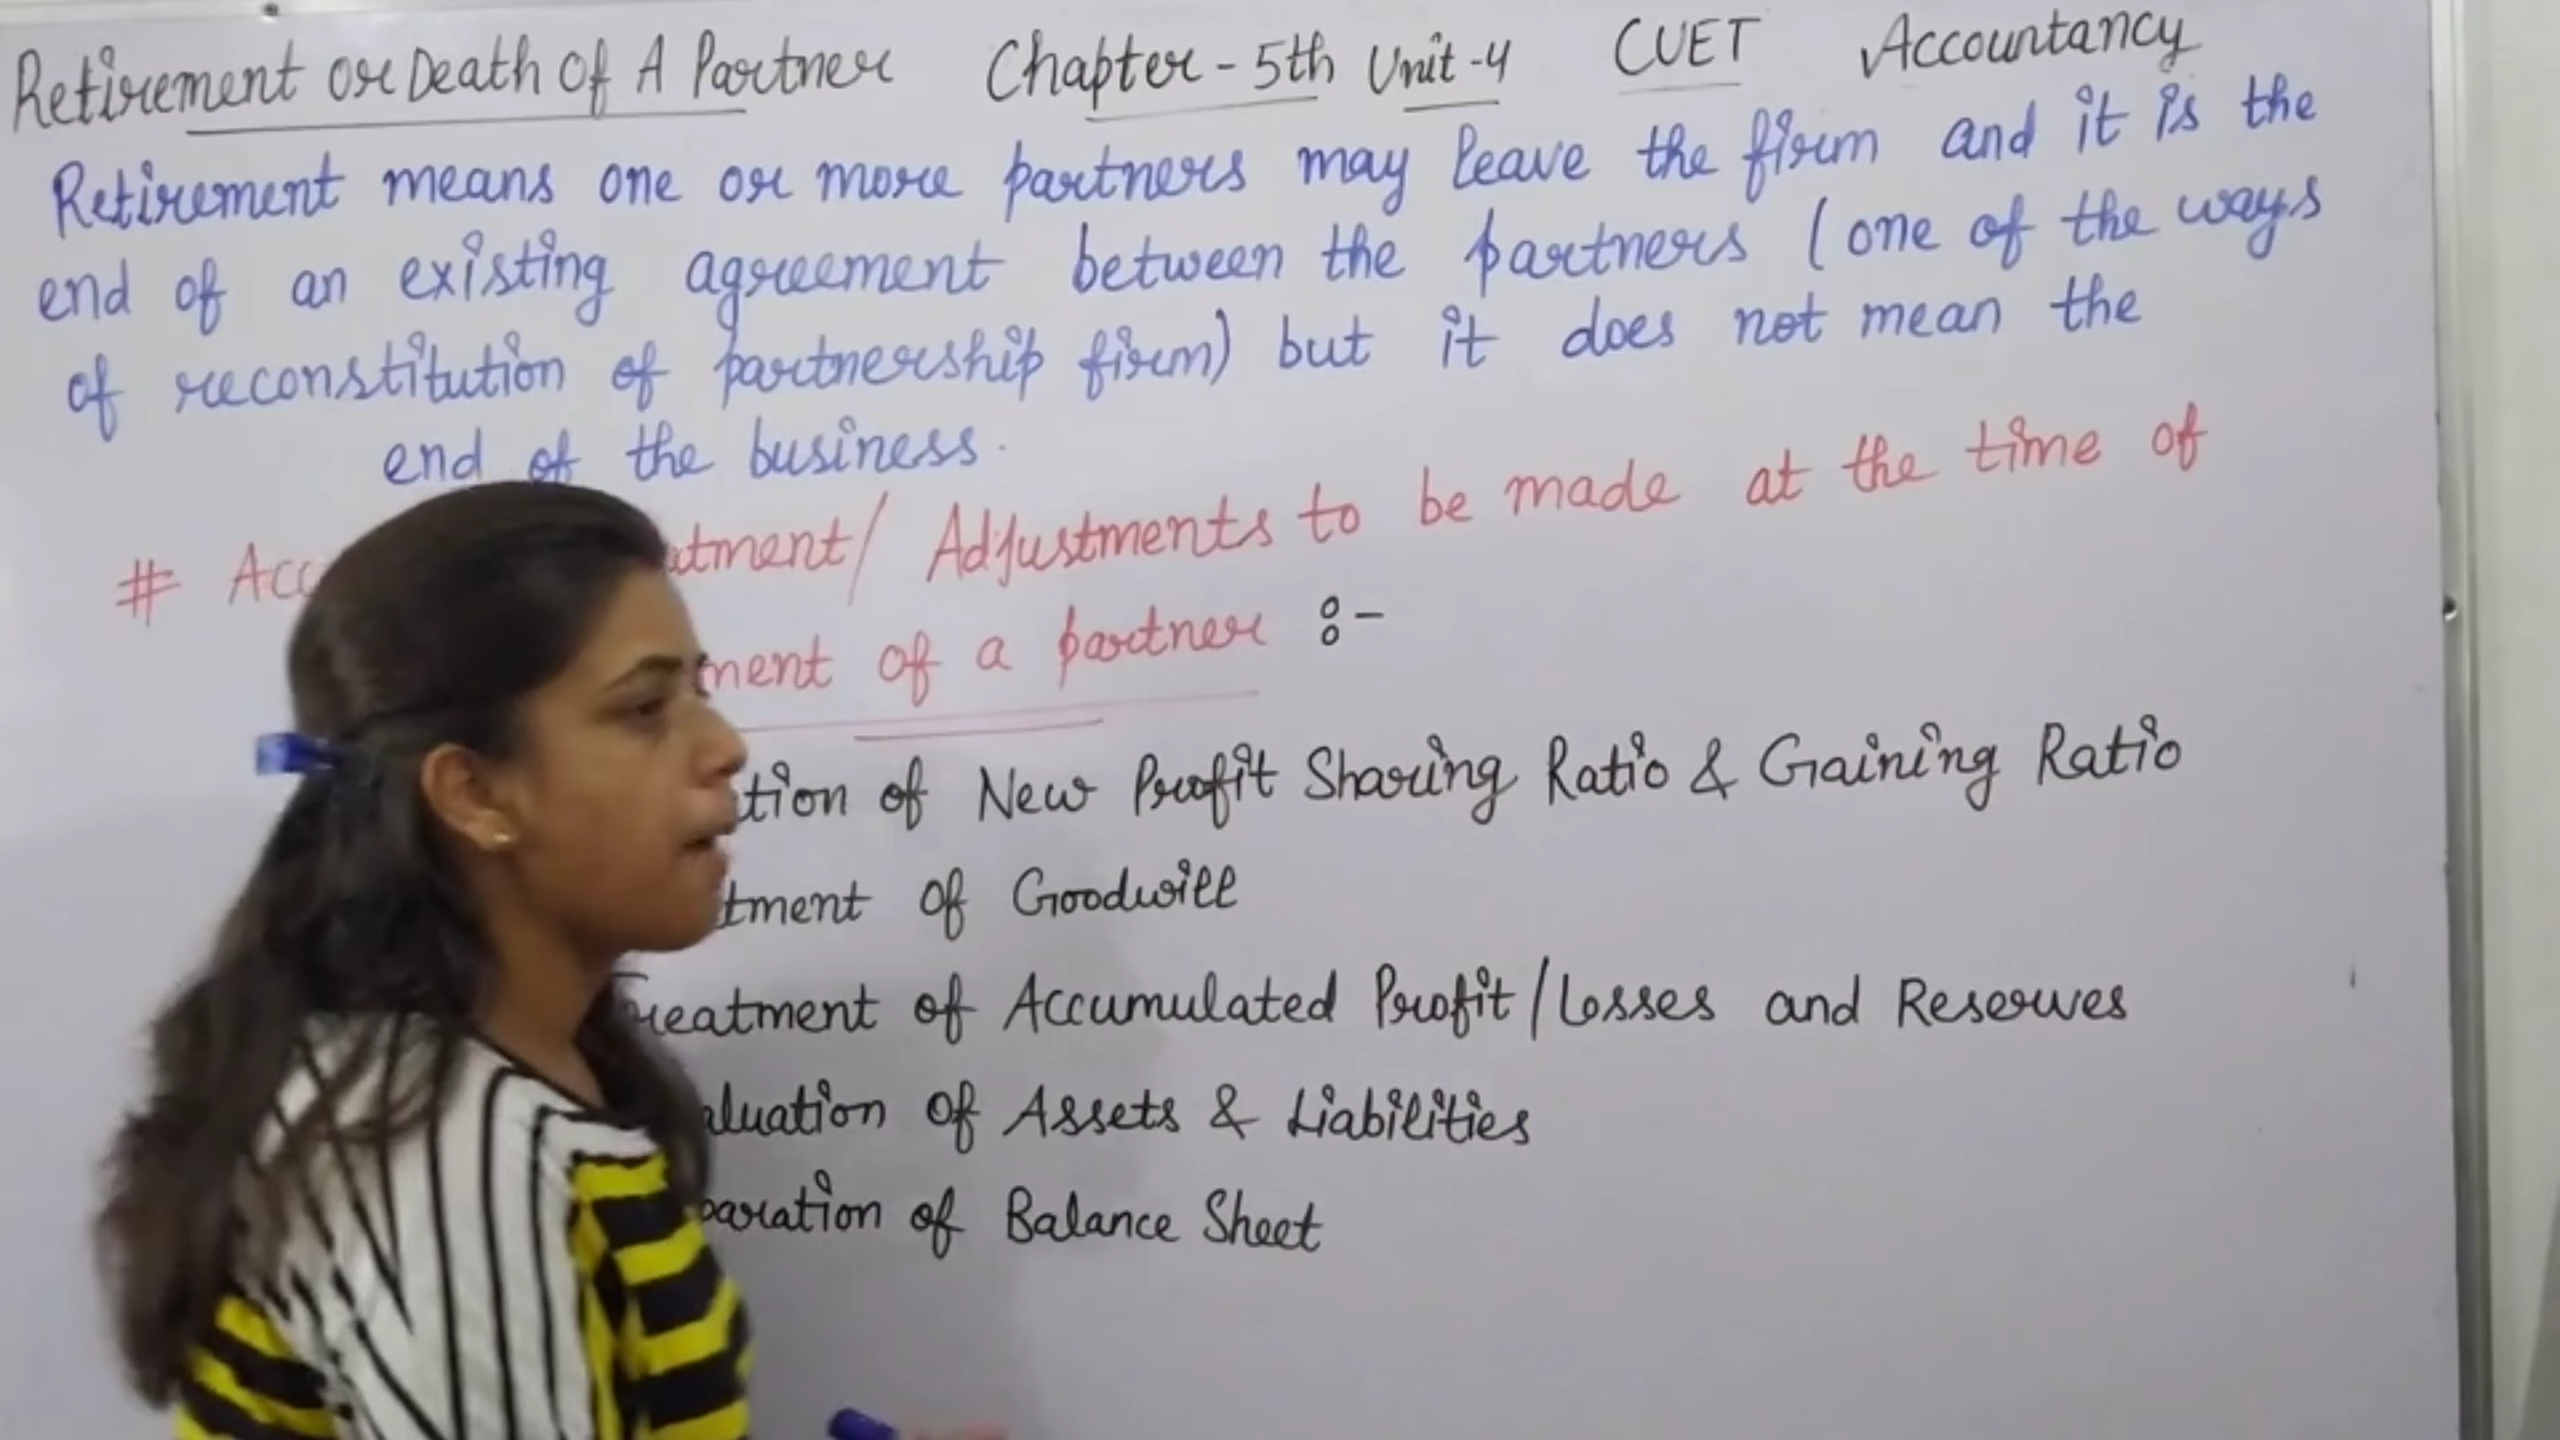 Retirement or Death Of A Partner Chapter - 5th Unit - 4 CUET Accountancy
Retirement means one or more partners may leave the firm and it is the
end of an existing agreement between the partners (one of the ways
of reconstitution of partnership firm) but it does not mean the
end of the business.
# Acc tment / Adjustments to be made at the time of
ment of a partner :-
tion of New Profit Sharing Ratio & Gaining Ratio
tment of Goodwill
Treatment of Accumulated Profit / Losses and Reserves
aluation of Assets & Liabilities
paration of Balance Sheet